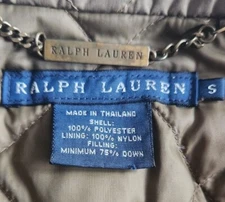 RALPH LAUREN
RALPH LAUREN S
MADE IN THAILAND
SHELL:
100% POLYESTER
LINING: 100% NYLON
FILLING:
MINIMUM 75% DOWN